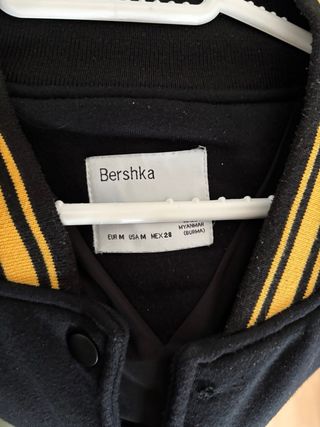 Bershka
EUR M USA M MEX 28
MYANMAR
(BURMA)